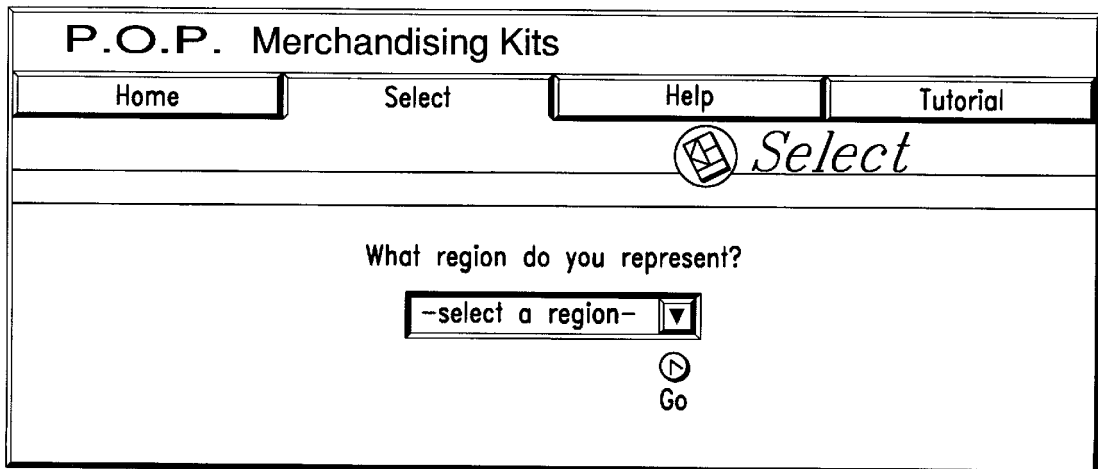 P.O.P. Merchandising Kits
Home Select Help Tutorial
Select
What region do you represent?
-select a region-
Go